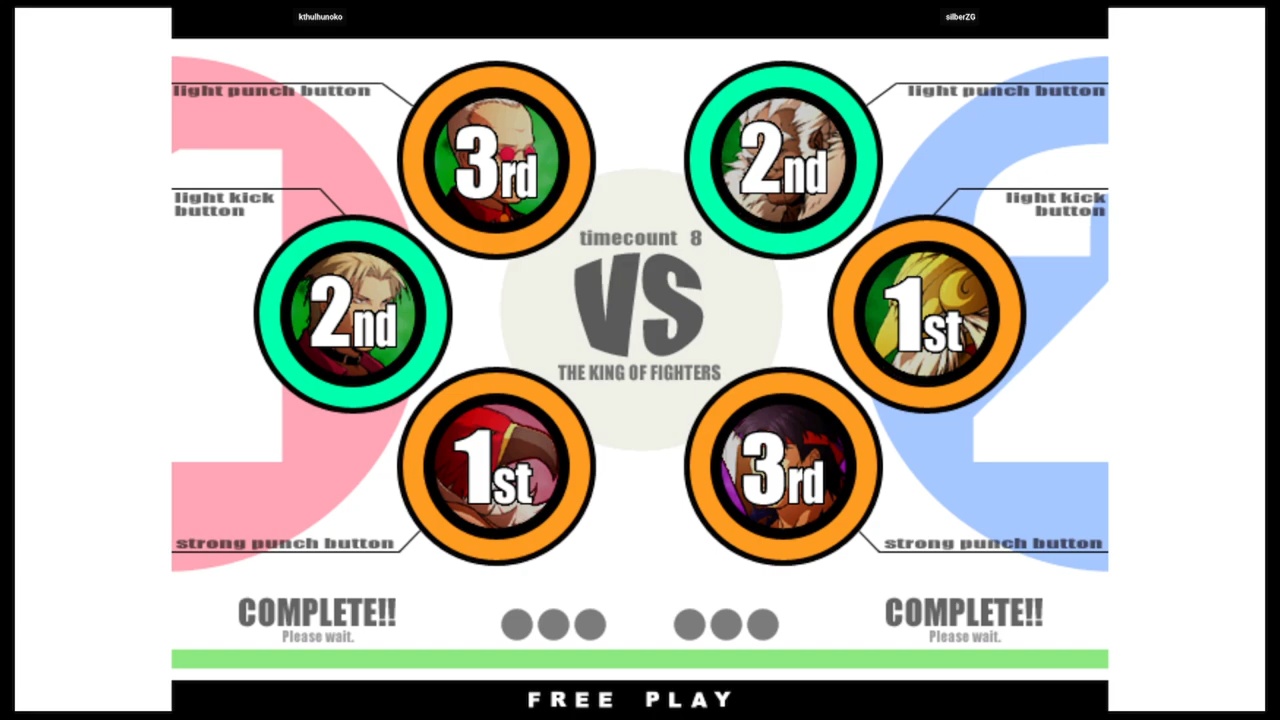 kthulhunoko
silberZG
light punch button
light punch button
3rd
2nd
light kick
button
light kick
button
timecount 8
VS
THE KING OF FIGHTERS
2nd
1st
1st
3rd
strong punch button
strong punch button
COMPLETE!!
Please wait.
COMPLETE!!
Please wait.
FREE PLAY